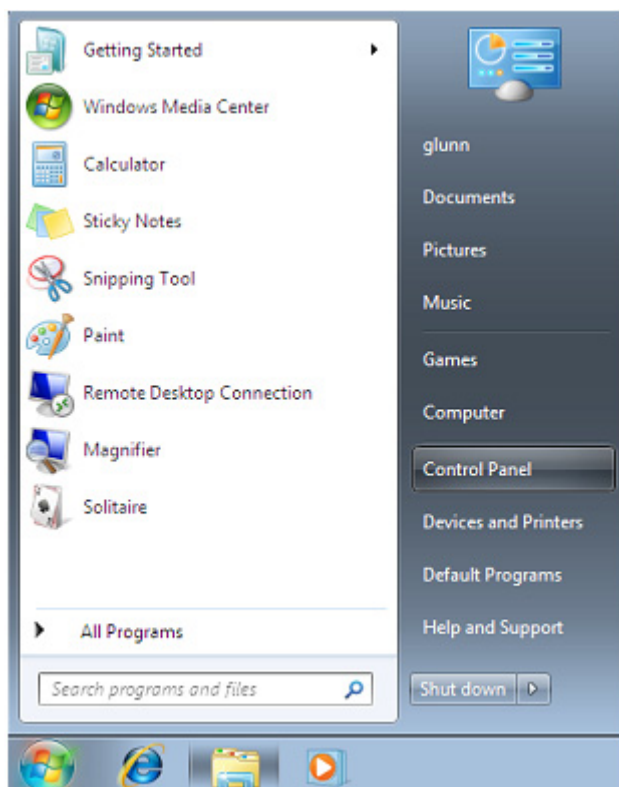 Getting Started
Windows Media Center
Calculator
Sticky Notes
Snipping Tool
Paint
Remote Desktop Connection
Magnifier
Solitaire
All Programs
Search programs and files
glunn
Documents
Pictures
Music
Games
Computer
Control Panel
Devices and Printers
Default Programs
Help and Support
Shut down